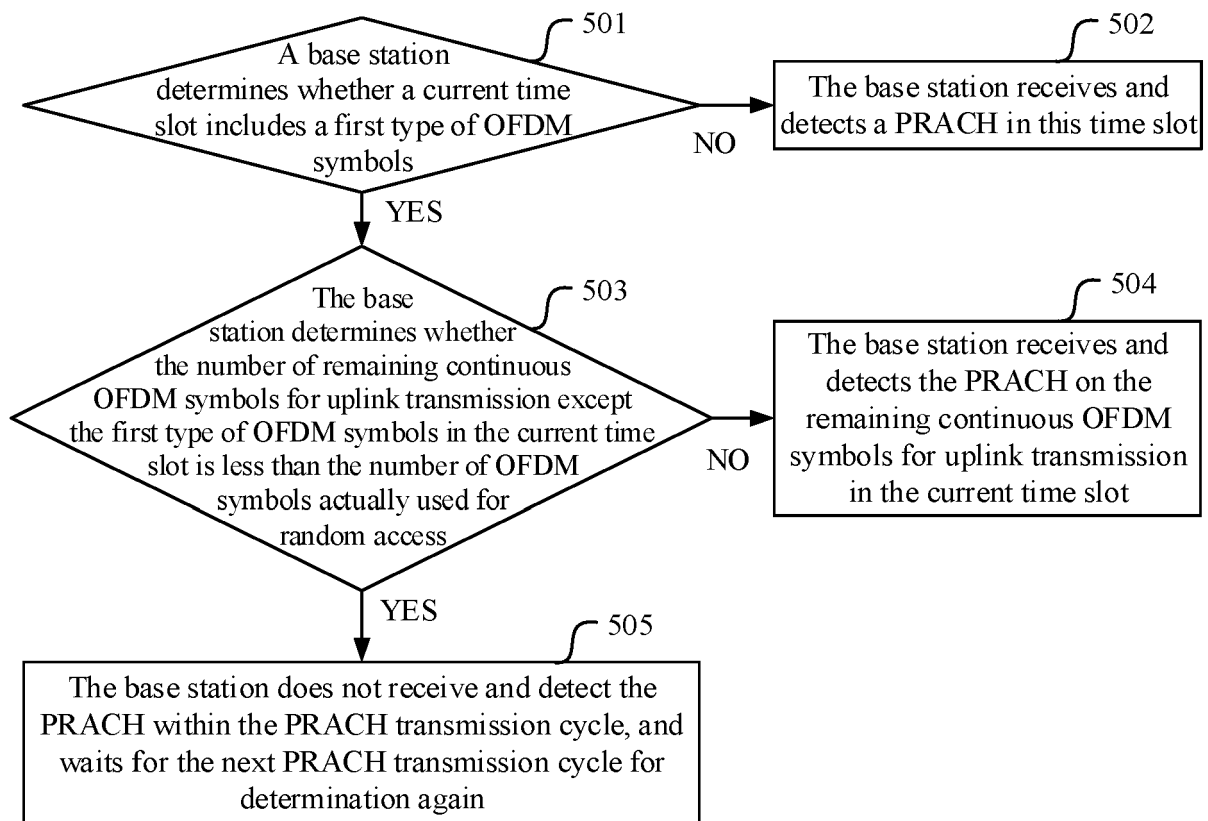 501
A base station
determines whether a current time
slot includes a first type of OFDM
symbols
502
The base station receives and
detects a PRACH in this time slot
NO
YES
503
The base
station determines whether
the number of remaining continuous
OFDM symbols for uplink transmission except
the first type of OFDM symbols in the current time
slot is less than the number of OFDM
symbols actually used for
random access
504
The base station receives and
detects the PRACH on the
remaining continuous OFDM
symbols for uplink transmission
in the current time slot
NO
YES
505
The base station does not receive and detect the
PRACH within the PRACH transmission cycle, and
waits for the next PRACH transmission cycle for
determination again